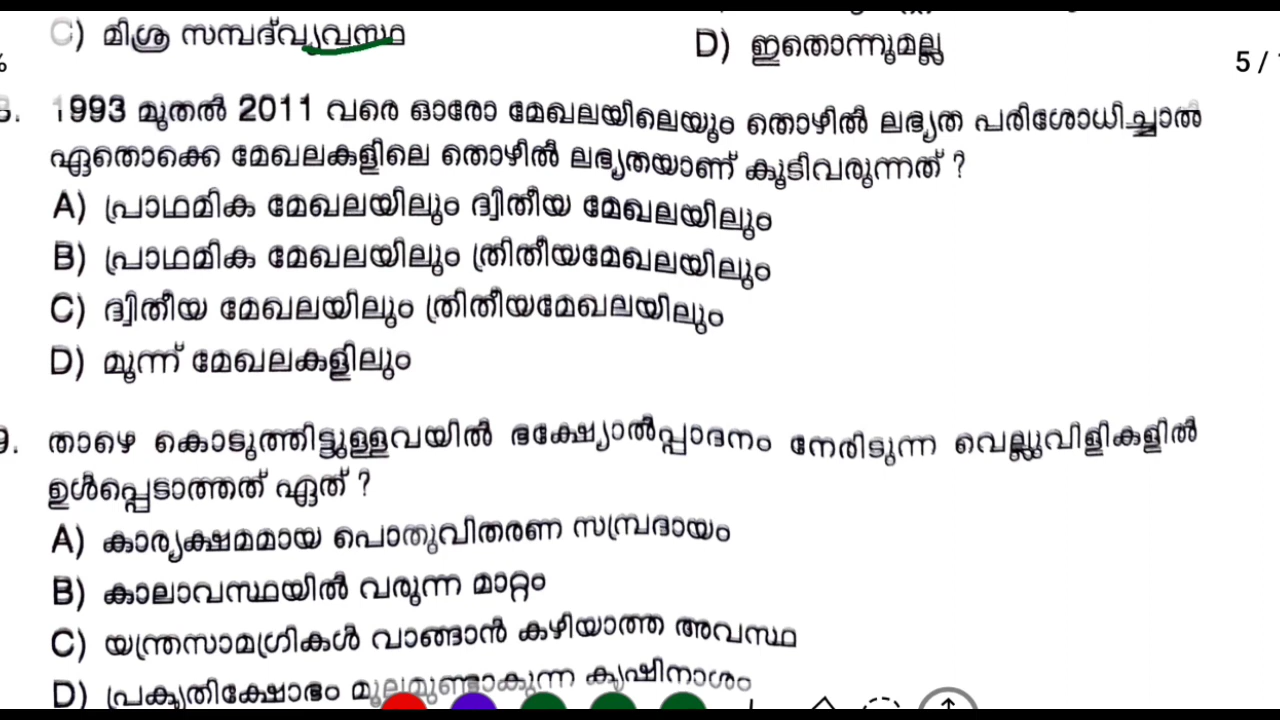 C) മിശ്ര സമ്പദ്‌വ്യവസ്ഥ
D) ഇതൊന്നുമല്ല
5 /
1993 മുതൽ 2011 വരെ ഓരോ മേഖലയിലെയും തൊഴിൽ ലഭ്യത പരിശോധിച്ചാൽ
ഏതൊക്കെ മേഖലകളിലെ തൊഴിൽ ലഭ്യതയാണ് കൂടിവരുന്നത് ?
A) പ്രാഥമിക മേഖലയിലും ദ്വിതീയ മേഖലയിലും
B) പ്രാഥമിക മേഖലയിലും ത്രിതീയമേഖലയിലും
C) ദ്വിതീയ മേഖലയിലും ത്രിതീയമേഖലയിലും
D) മൂന്ന് മേഖലകളിലും
9. താഴെ കൊടുത്തിട്ടുള്ളവയിൽ ഭക്ഷ്യോൽപ്പാദനം നേരിടുന്ന വെല്ലുവിളികളിൽ
ഉൾപ്പെടാത്തത് ഏത് ?
A) കാര്യക്ഷമമായ പൊതുവിതരണ സമ്പ്രദായം
B) കാലാവസ്ഥയിൽ വരുന്ന മാറ്റം
C) യന്ത്രസാമഗ്രികൾ വാങ്ങാൻ കഴിയാത്ത അവസ്ഥ
D) പ്രകൃതിക്ഷോഭം മൂലമുണ്ടാകുന്ന കൃഷിനാശം